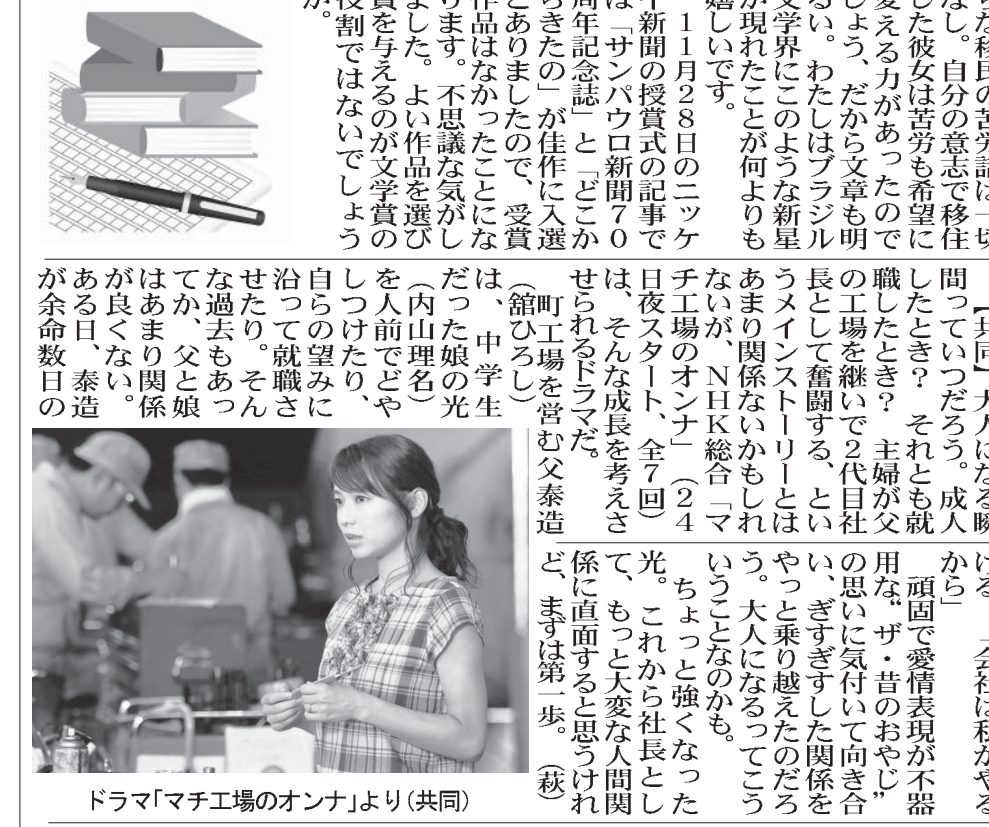 な移民の苦労話は一切
なし。自分の意志で移住
した彼女は苦労も希望に
変える力があったので
しょう、だから文章も明
るい。わたしはブラジル
文学界にこのような新星
が現れたことが何よりも
嬉しいです。
１１月２８日のニッケ
イ新聞の授賞式の記事で
は「サンパウロ新聞７０
周年記念誌」と「どこか
らきたの」が佳作に入選
とありましたので、受賞
作品はなかったことにな
ります。不思議な気がし
ました。よい作品を選び
賞を与えるのが文学賞の
役割ではないでしょう
か。
【共同】大人になる瞬
間っていつだろう。成人
したとき？　それとも就
職したとき？　主婦が父
の工場を継いで２代目社
長として奮闘する、とい
うメインストーリーとは
あまり関係ないかもしれ
ないが、ＮＨＫ総合「マ
チ工場のオンナ」（２４
日夜スタート、全７回）
は、そんな成長を考えさ
せられるドラマだ。
町工場を営む父泰造
（舘ひろし）
は、中学生
だった娘の光
（内山理名）
を人前でどや
しつけたり、
自らの望みに
沿って就職さ
せたり。そん
な過去もあっ
てか、父と娘
はあまり関係
が良くない。
ある日、泰造
が余命数日の
ける。「会社は私がやる
から」
頑固で愛情表現が不器
用な“ザ・昔のおやじ”
の思いに気付いて向き合
い、ぎすぎすした関係を
やっと乗り越えたのだろ
う。大人になるってこう
いうことなのかも。
ちょっと強くなった
光。これから社長とし
て、もっと大変な人間関
係に直面すると思うけれ
ど、まずは第一歩。（萩）
ドラマ「マチ工場のオンナ」より（共同）